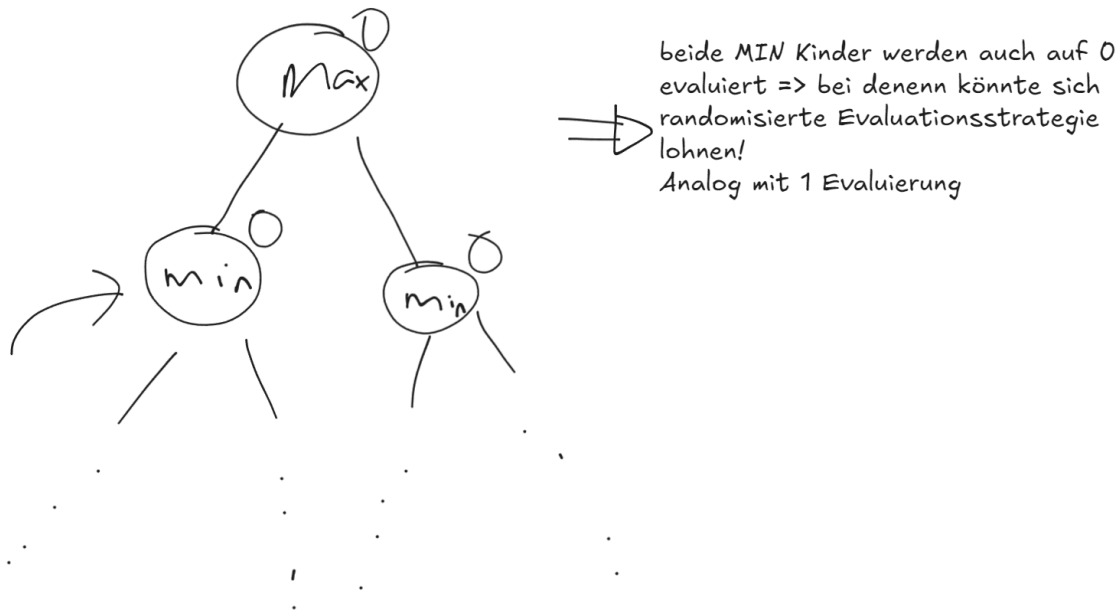 0
Max
beide MIN Kinder werden auch auf 0
evaluiert => bei denenn könnte sich
randomisierte Evaluationsstrategie
lohnen!
Analog mit 1 Evaluierung
0
min
0
min